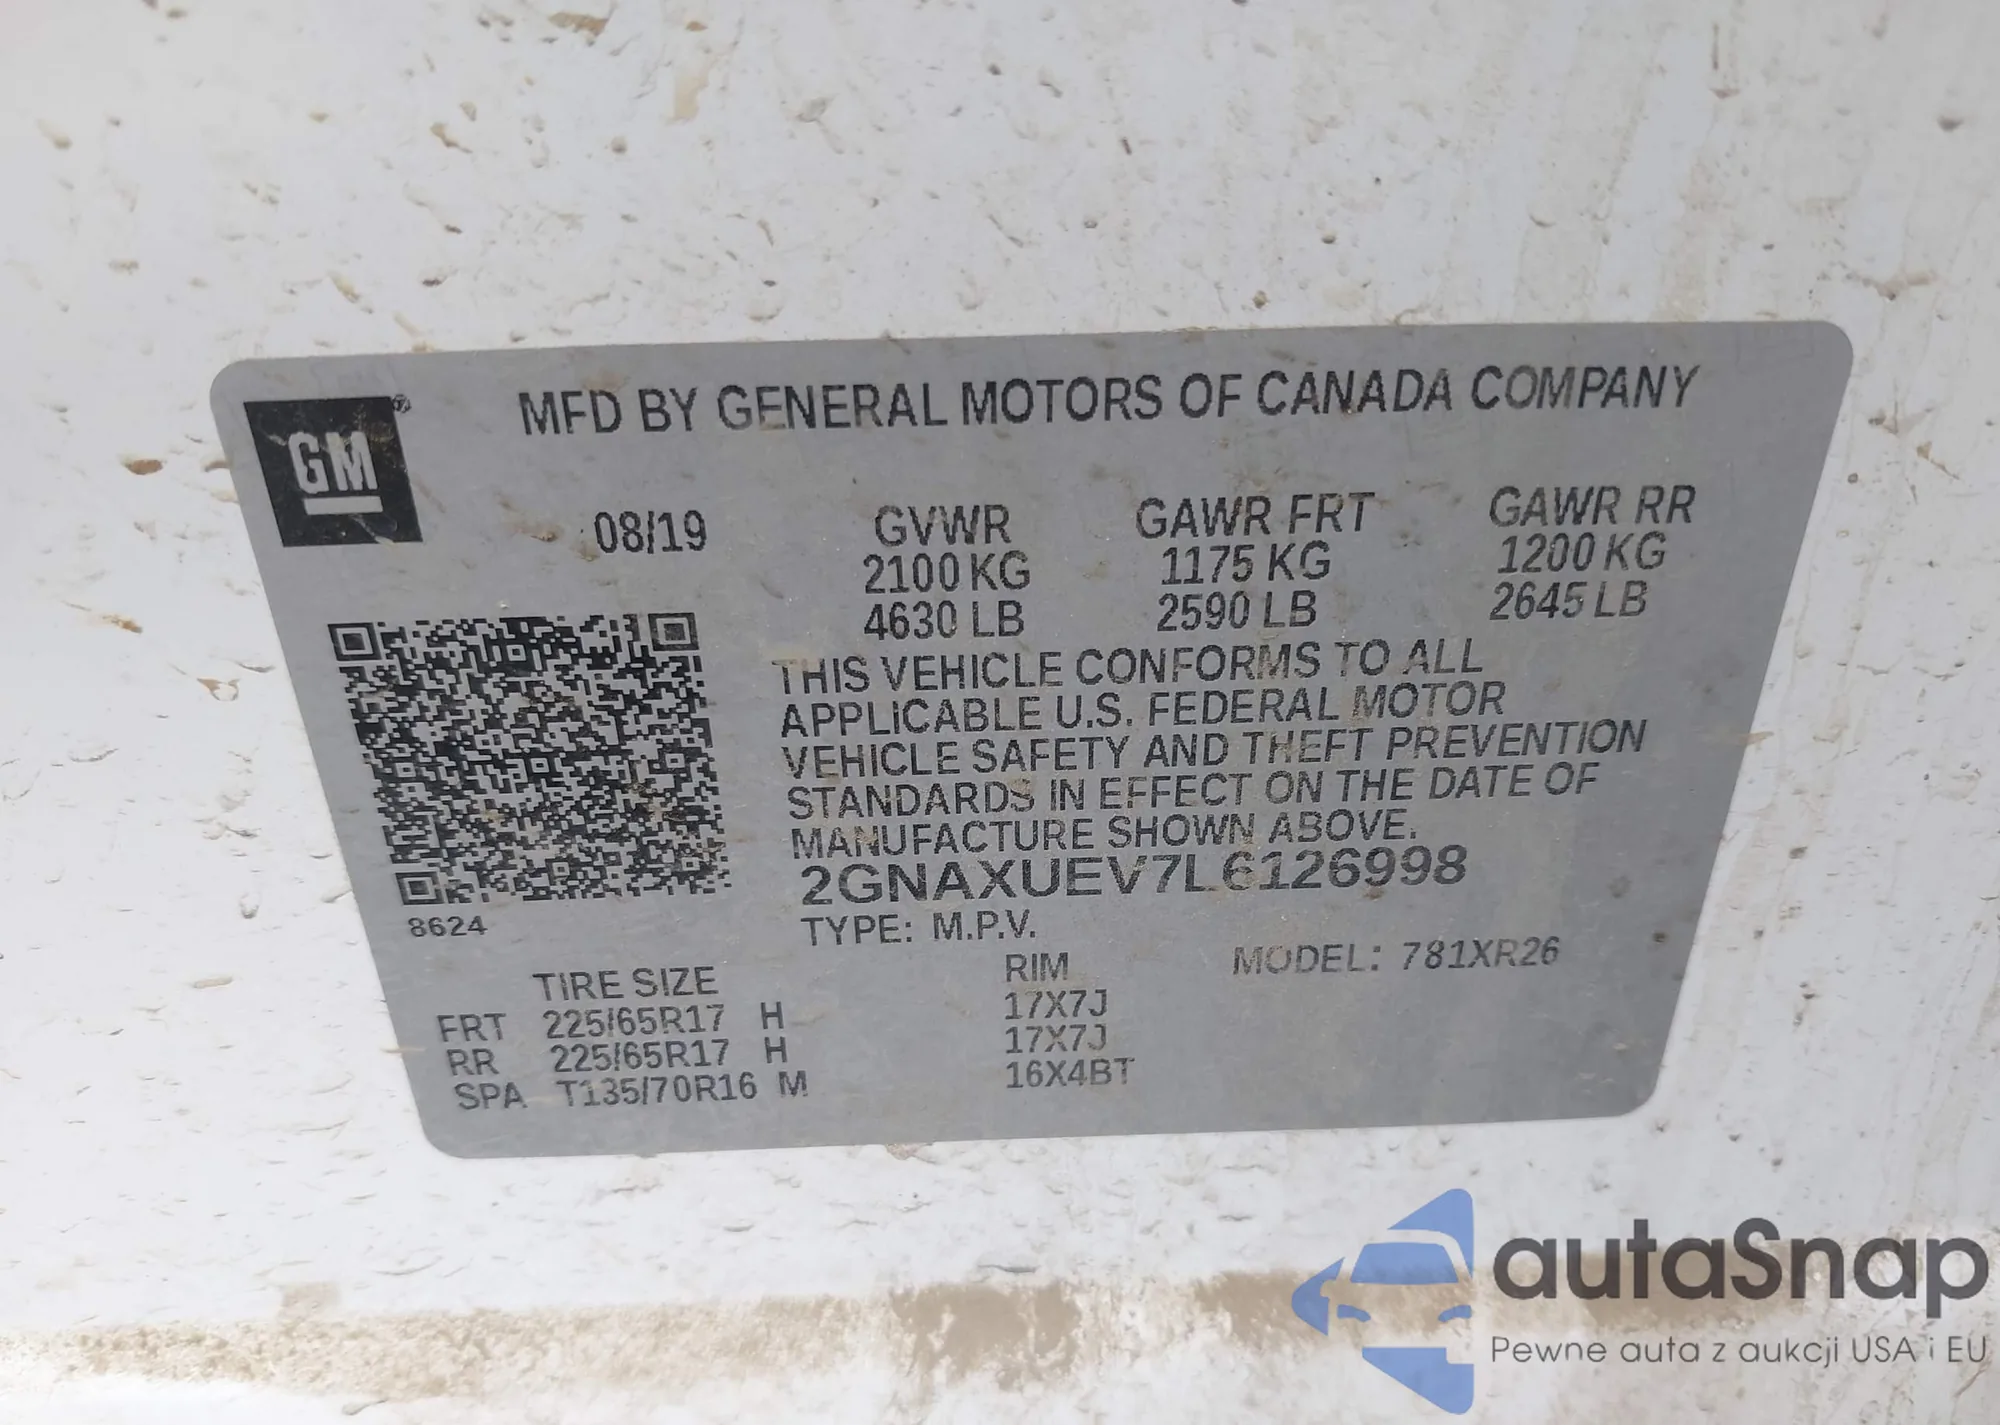 GM®
MFD BY GENERAL MOTORS OF CANADA COMPANY
08/19 GVWR GAWR FRT GAWR RR
2100 KG 1175 KG 1200 KG
4630 LB 2590 LB 2645 LB
THIS VEHICLE CONFORMS TO ALL
APPLICABLE U.S. FEDERAL MOTOR
VEHICLE SAFETY AND THEFT PREVENTION
STANDARDS IN EFFECT ON THE DATE OF
MANUFACTURE SHOWN ABOVE.
2GNAXUEV7L6126998
8624 TYPE: M.P.V. MODEL: 781XR26
TIRE SIZE RIM
FRT 225/65R17 H 17X7J
RR 225/65R17 H 17X7J
SPA T135/70R16 M 16X4BT
autaSnap
Pewne auta z aukcji USA i EU